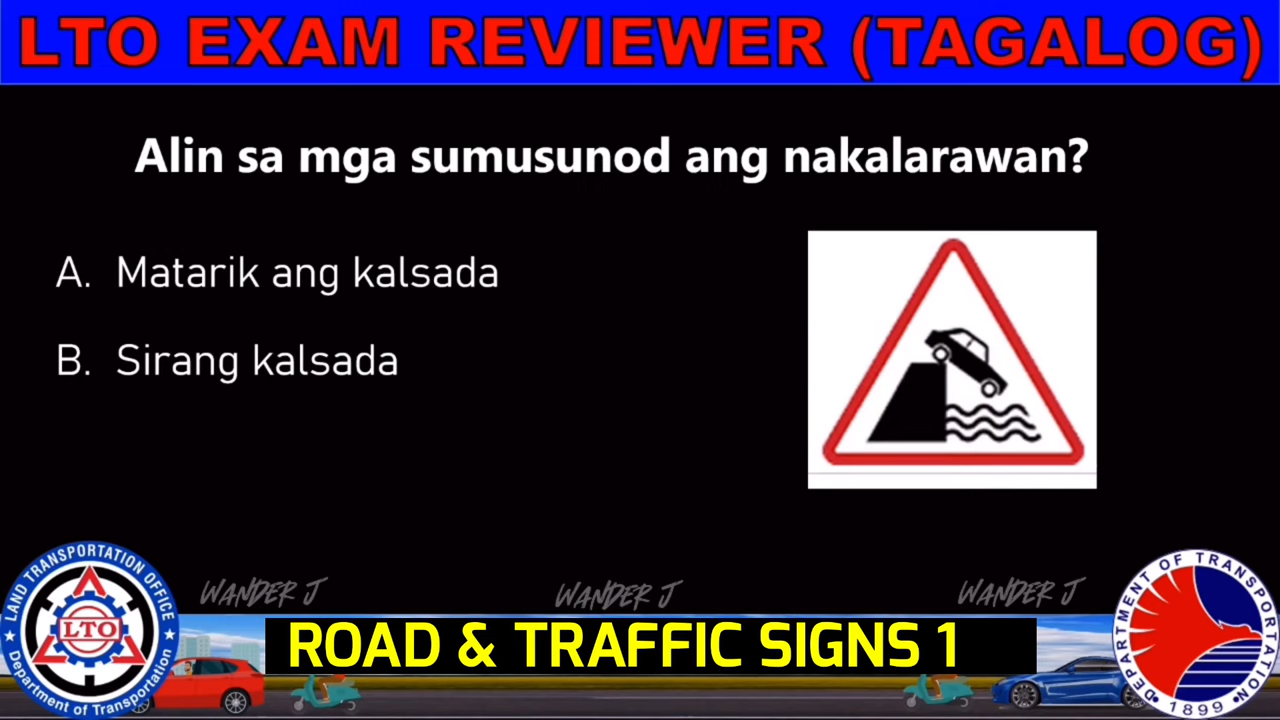 LTO EXAM REVIEWER (TAGALOG)
Alin sa mga sumusunod ang nakalarawan?
A. Matarik ang kalsada
B. Sirang kalsada
WANDER J
WANDER J
WANDER J
LAND TRANSPORTATION OFFICE
LTO
Department of Transportation
ROAD & TRAFFIC SIGNS 1
DEPARTMENT OF TRANSPORTATION
1899